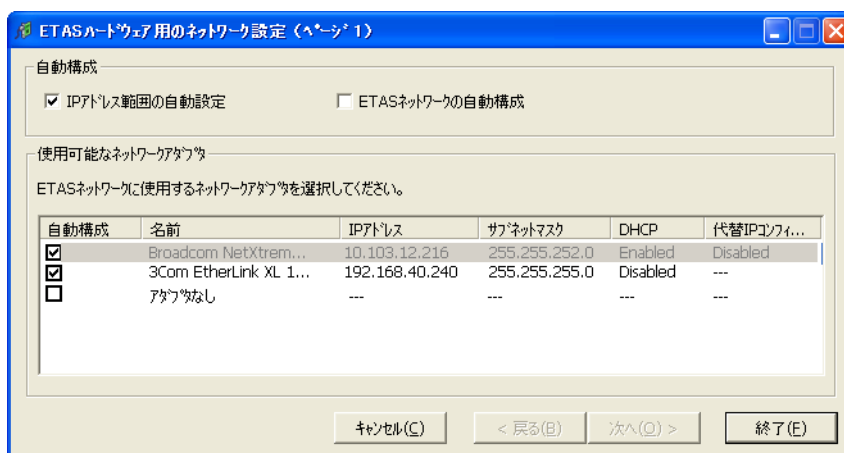 ETASハードウェア用のネットワーク設定（ページ1）
自動構成
IPアドレス範囲の自動設定
ETASネットワークの自動構成
使用可能なネットワークアダプタ
ETASネットワークに使用するネットワークアダプタを選択してください。
自動構成 名前 IPアドレス サブネットマスク DHCP 代替IPコンフィ...
Broadcom NetXtrem... 10.103.12.216 255.255.252.0 Enabled Disabled
3Com EtherLink XL 1... 192.168.40.240 255.255.255.0 Disabled ---
アダプタなし --- --- --- ---
キャンセル(C) < 戻る(B) 次へ(O) > 終了(F)